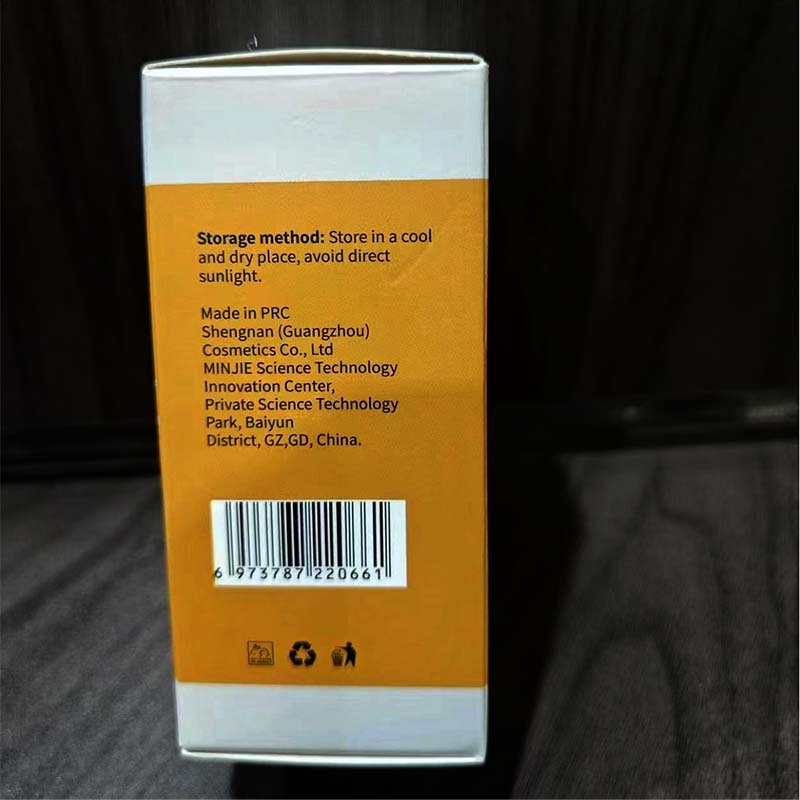 Storage method: Store in a cool
and dry place, avoid direct
sunlight.
Made in PRC
Shengnan (Guangzhou)
Cosmetics Co., Ltd
MINJIE Science Technology
Innovation Center,
Private Science Technology
Park, Baiyun
District, GZ,GD, China.
6 973787 220661